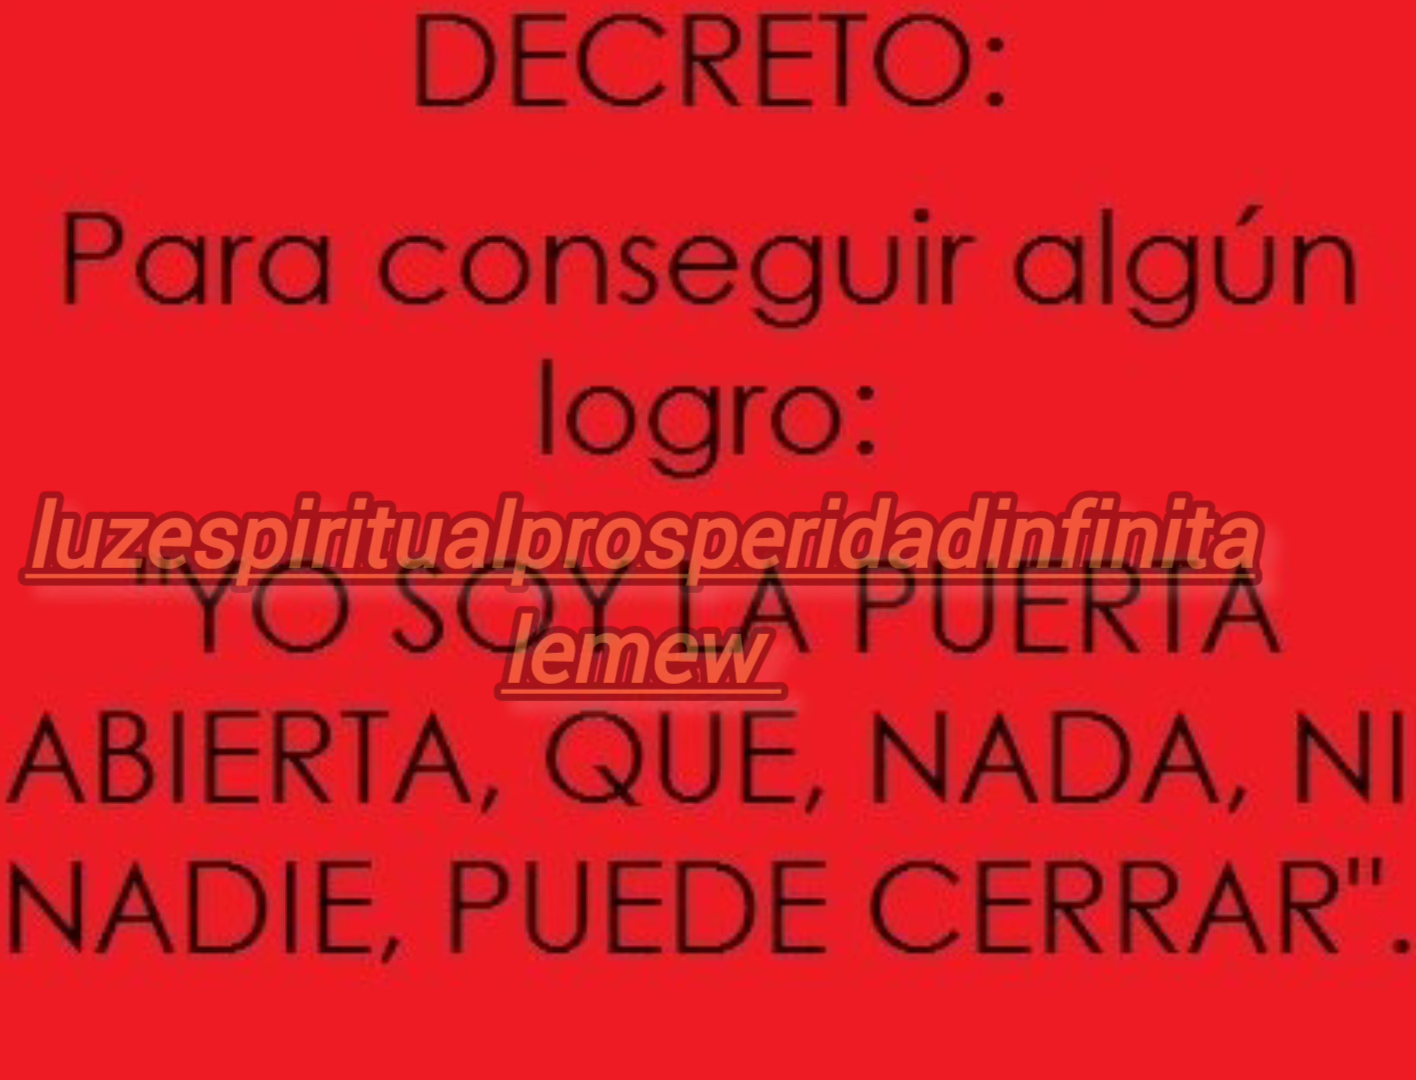 DECRETO:
Para conseguir algún
logro:
luzespiritualprosperidadinfinita
"YO SOY LA PUERTA
lemew
ABIERTA, QUE, NADA, NI
NADIE, PUEDE CERRAR".